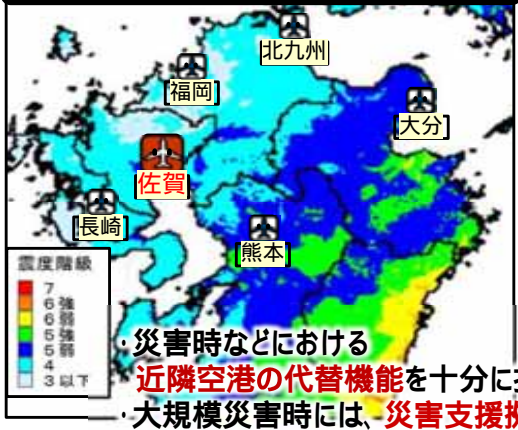 北九州
[福岡]
[大分]
佐賀
[長崎]
[熊本]
震度階級
7
6強
6弱
5強
5弱
4
3以下
・災害時などにおける
近隣空港の代替機能を十分に
・大規模災害時には、災害支援